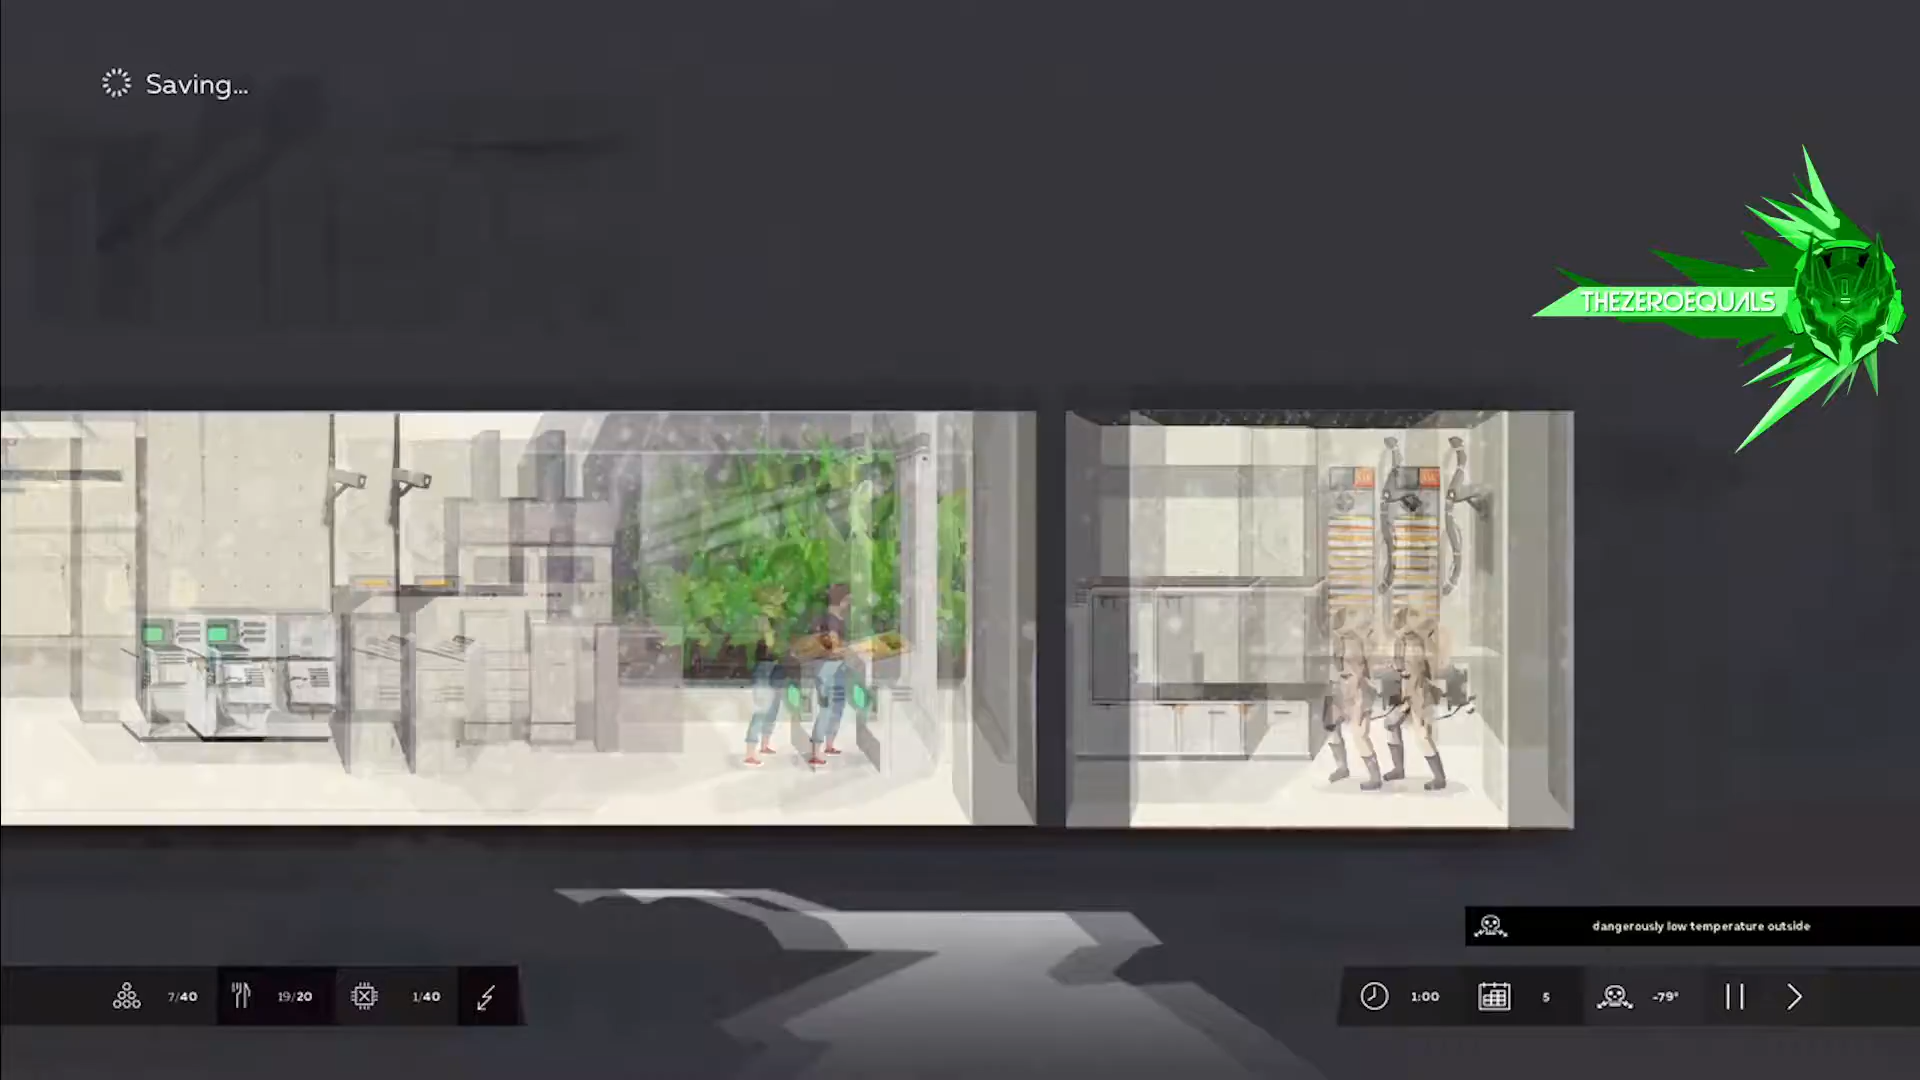 Saving...
THEZEROEQUALS
dangerously low temperature outside
7/40 19/20 1/40 1:00 5 -79°